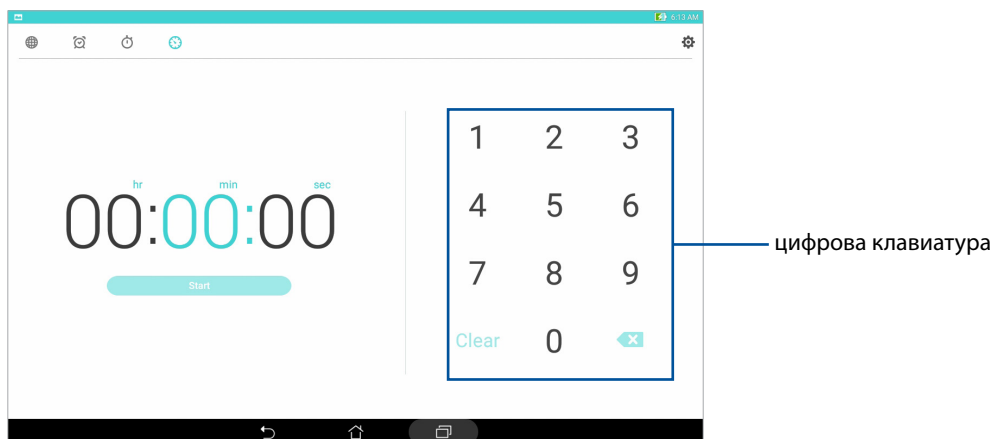 6:13 AM
hr min sec
00:00:00
Start
1 2 3
4 5 6
7 8 9
Clear 0
цифрова клавиатура